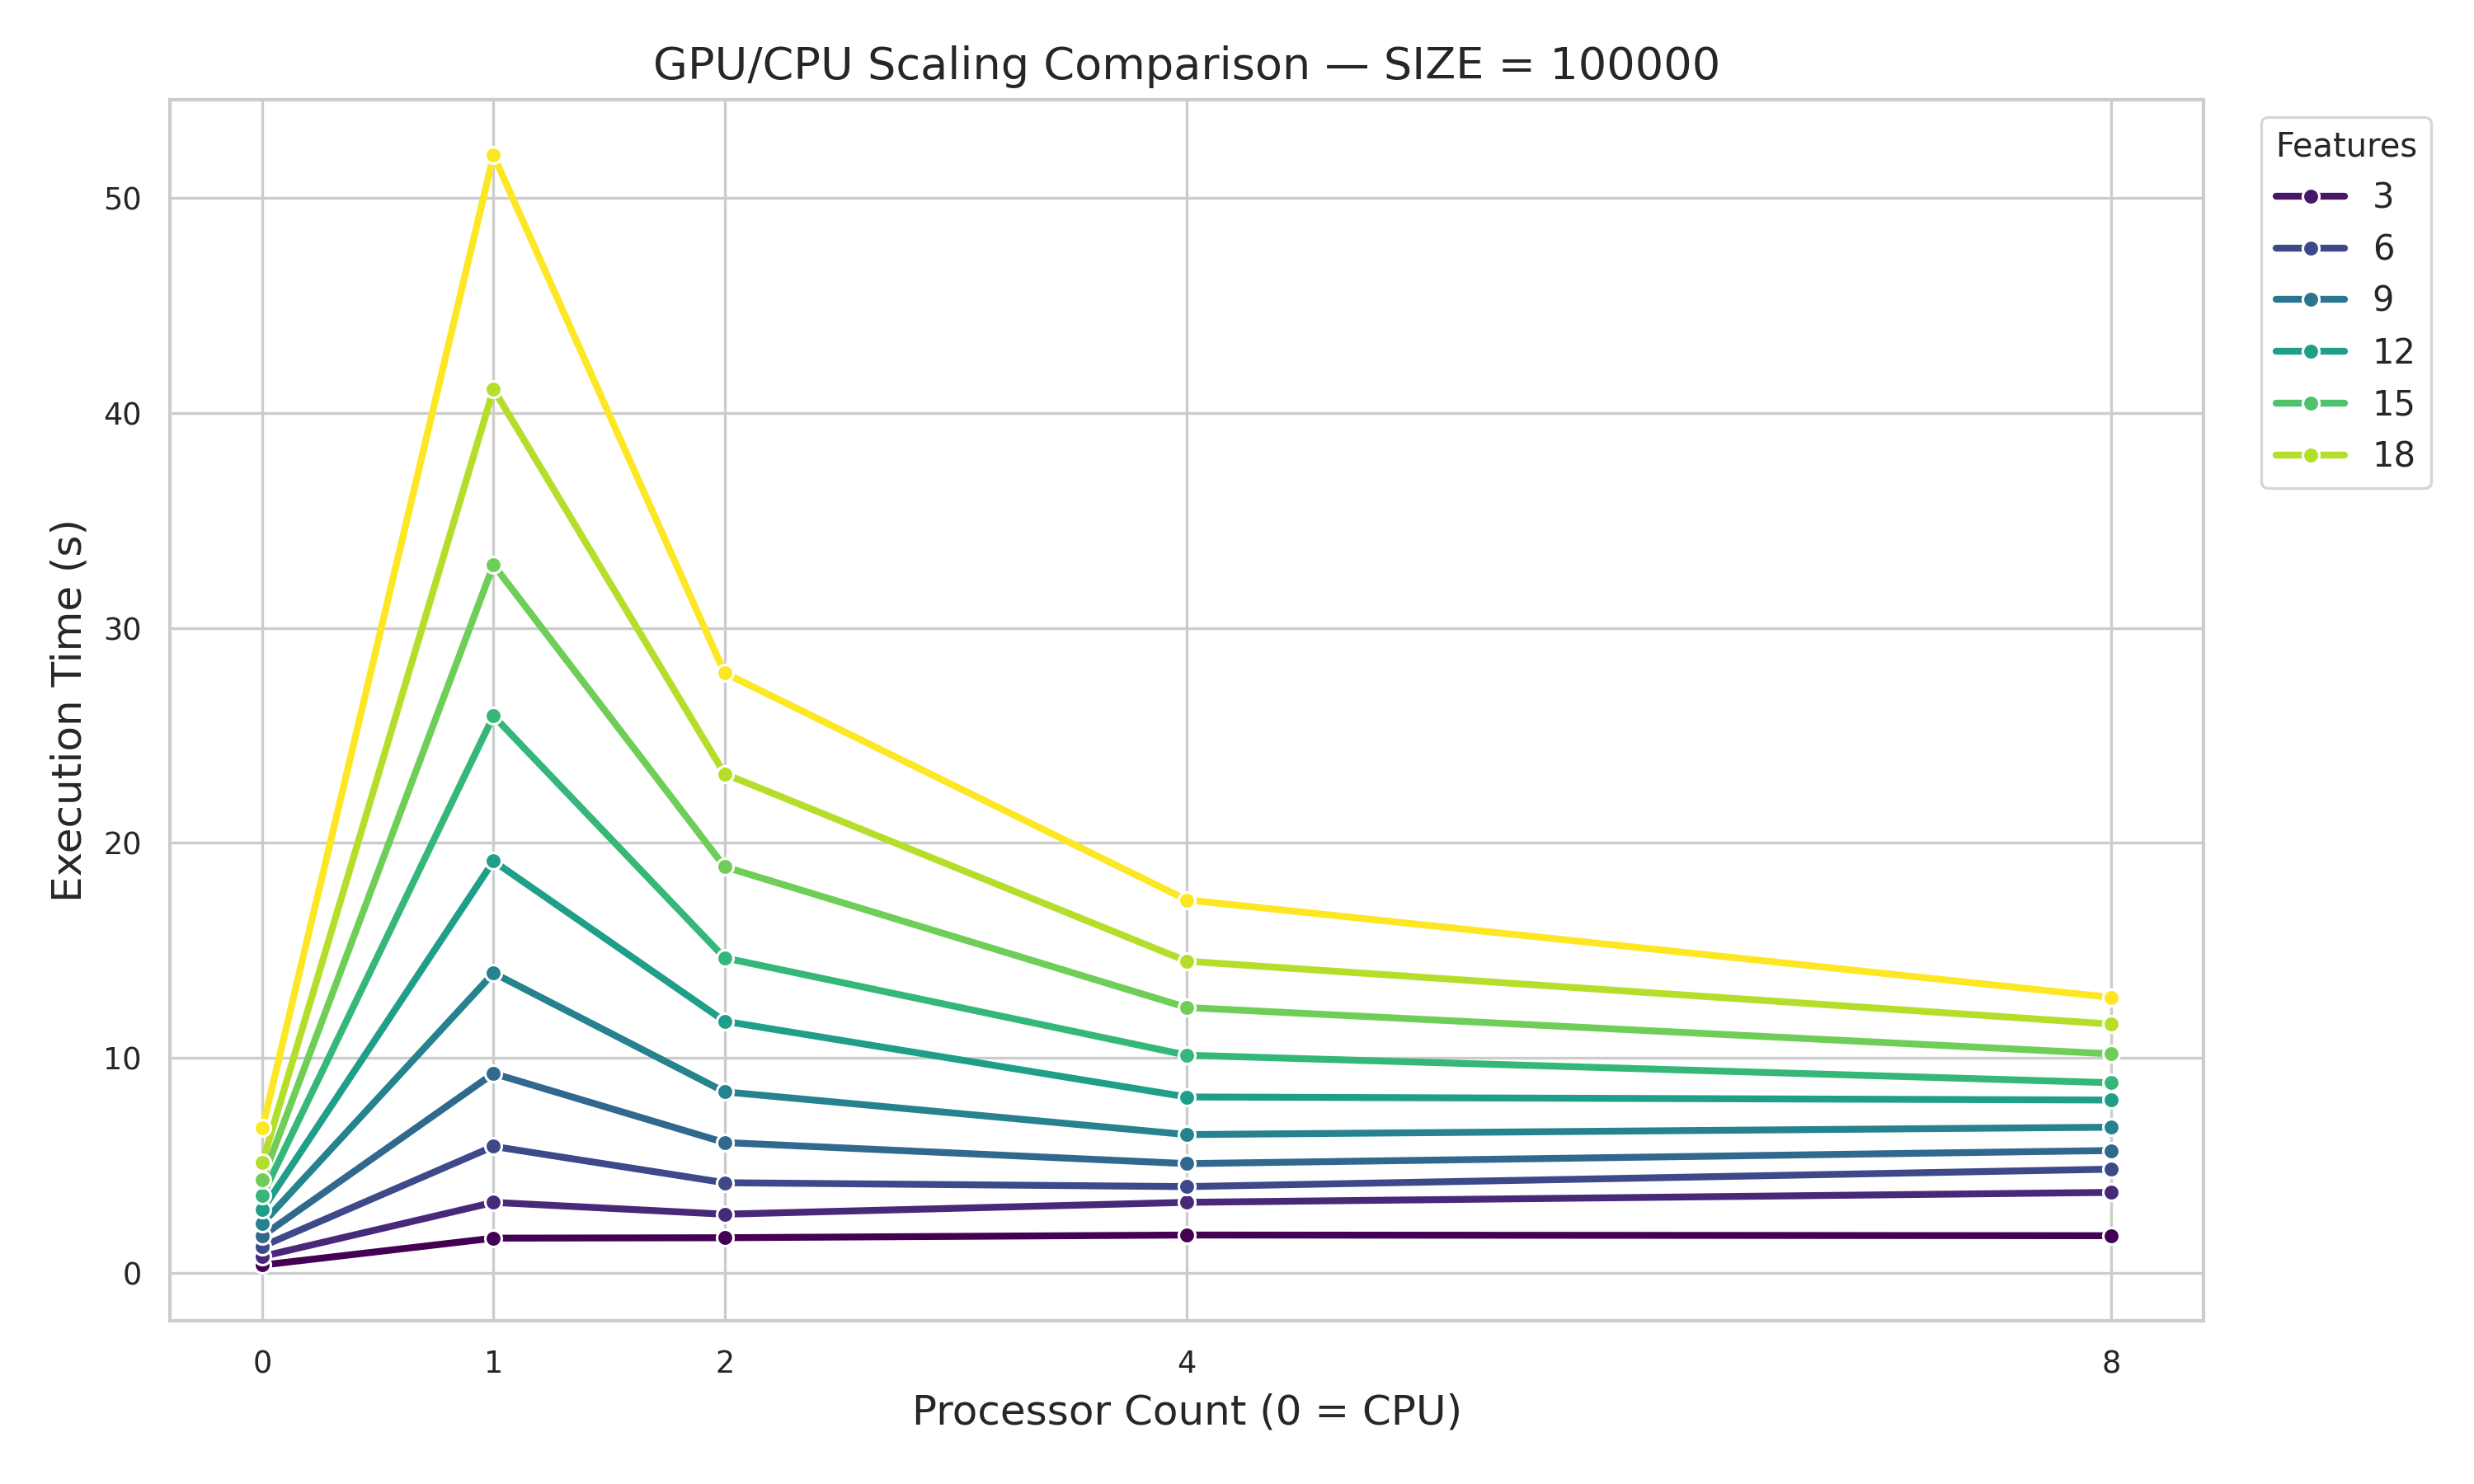 GPU/CPU Scaling Comparison — SIZE = 100000
Execution Time (s)
50
40
30
20
10
0
0 1 2 4 8
Processor Count (0 = CPU)
Features
3
6
9
12
15
18